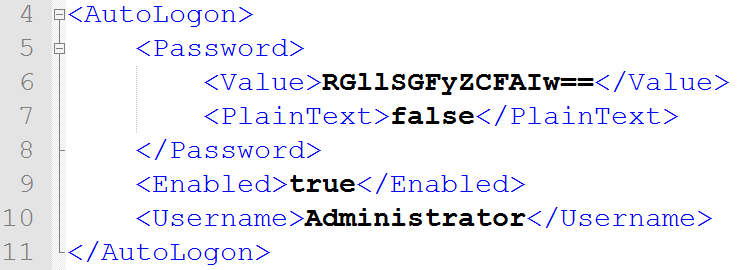 4 <AutoLogon>
5 <Password>
6 <Value>RGllSGFyZCFAIw==</Value>
7 <PlainText>false</PlainText>
8 </Password>
9 <Enabled>true</Enabled>
10 <Username>Administrator</Username>
11 </AutoLogon>